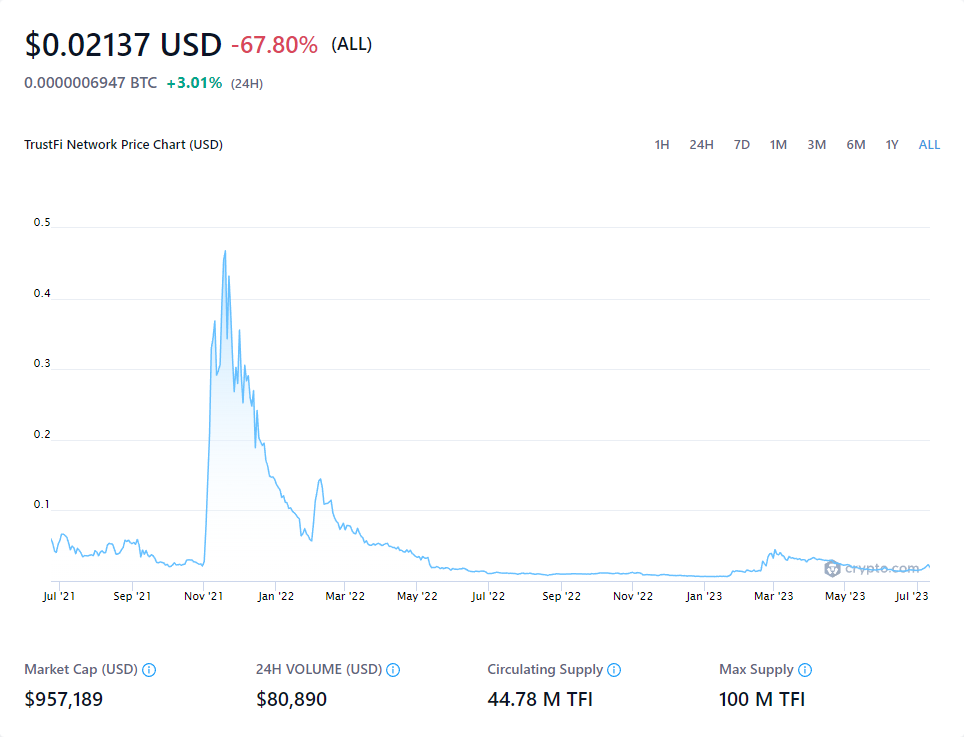 $0.02137 USD -67.80% (ALL)
0.0000006947 BTC +3.01% (24H)
TrustFi Network Price Chart (USD) 1H 24H 7D 1M 3M 6M 1Y ALL
0.5
0.4
0.3
0.2
0.1
crypto.com
Jul '21 Sep '21 Nov '21 Jan '22 Mar '22 May '22 Jul '22 Sep '22 Nov '22 Jan '23 Mar '23 May '23 Jul '23
Market Cap (USD) 24H VOLUME (USD) Circulating Supply Max Supply
$957,189 $80,890 44.78 M TFI 100 M TFI